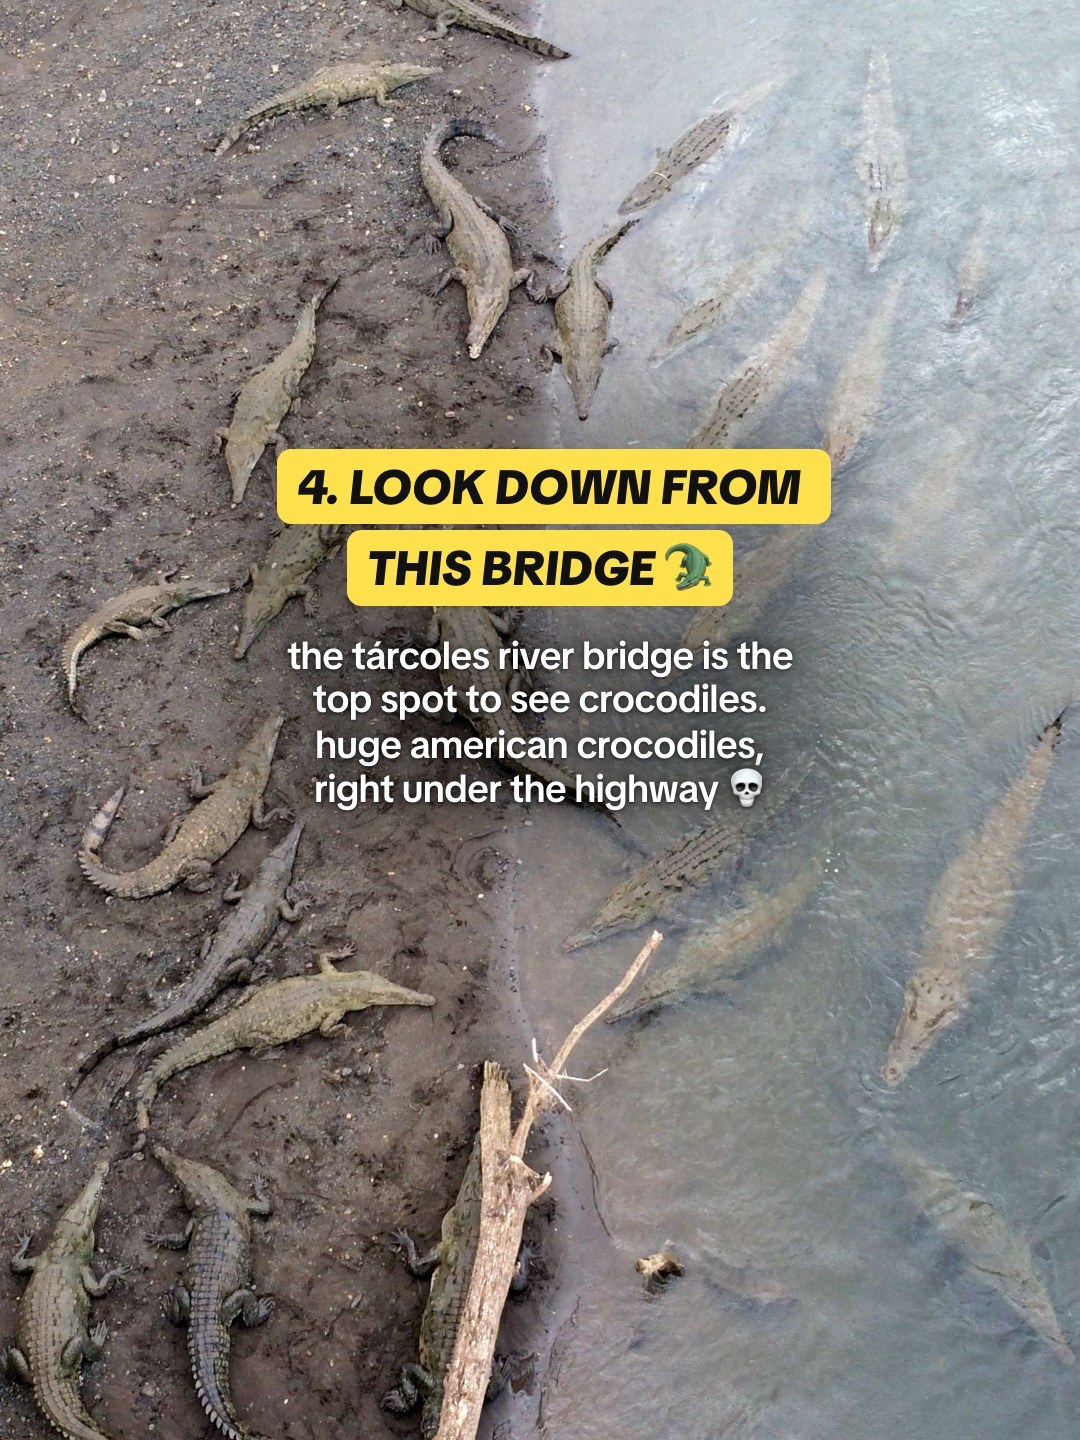 4. LOOK DOWN FROM
THIS BRIDGE🐊
the tárcoles river bridge is the
top spot to see crocodiles.
huge american crocodiles,
right under the highway 💀